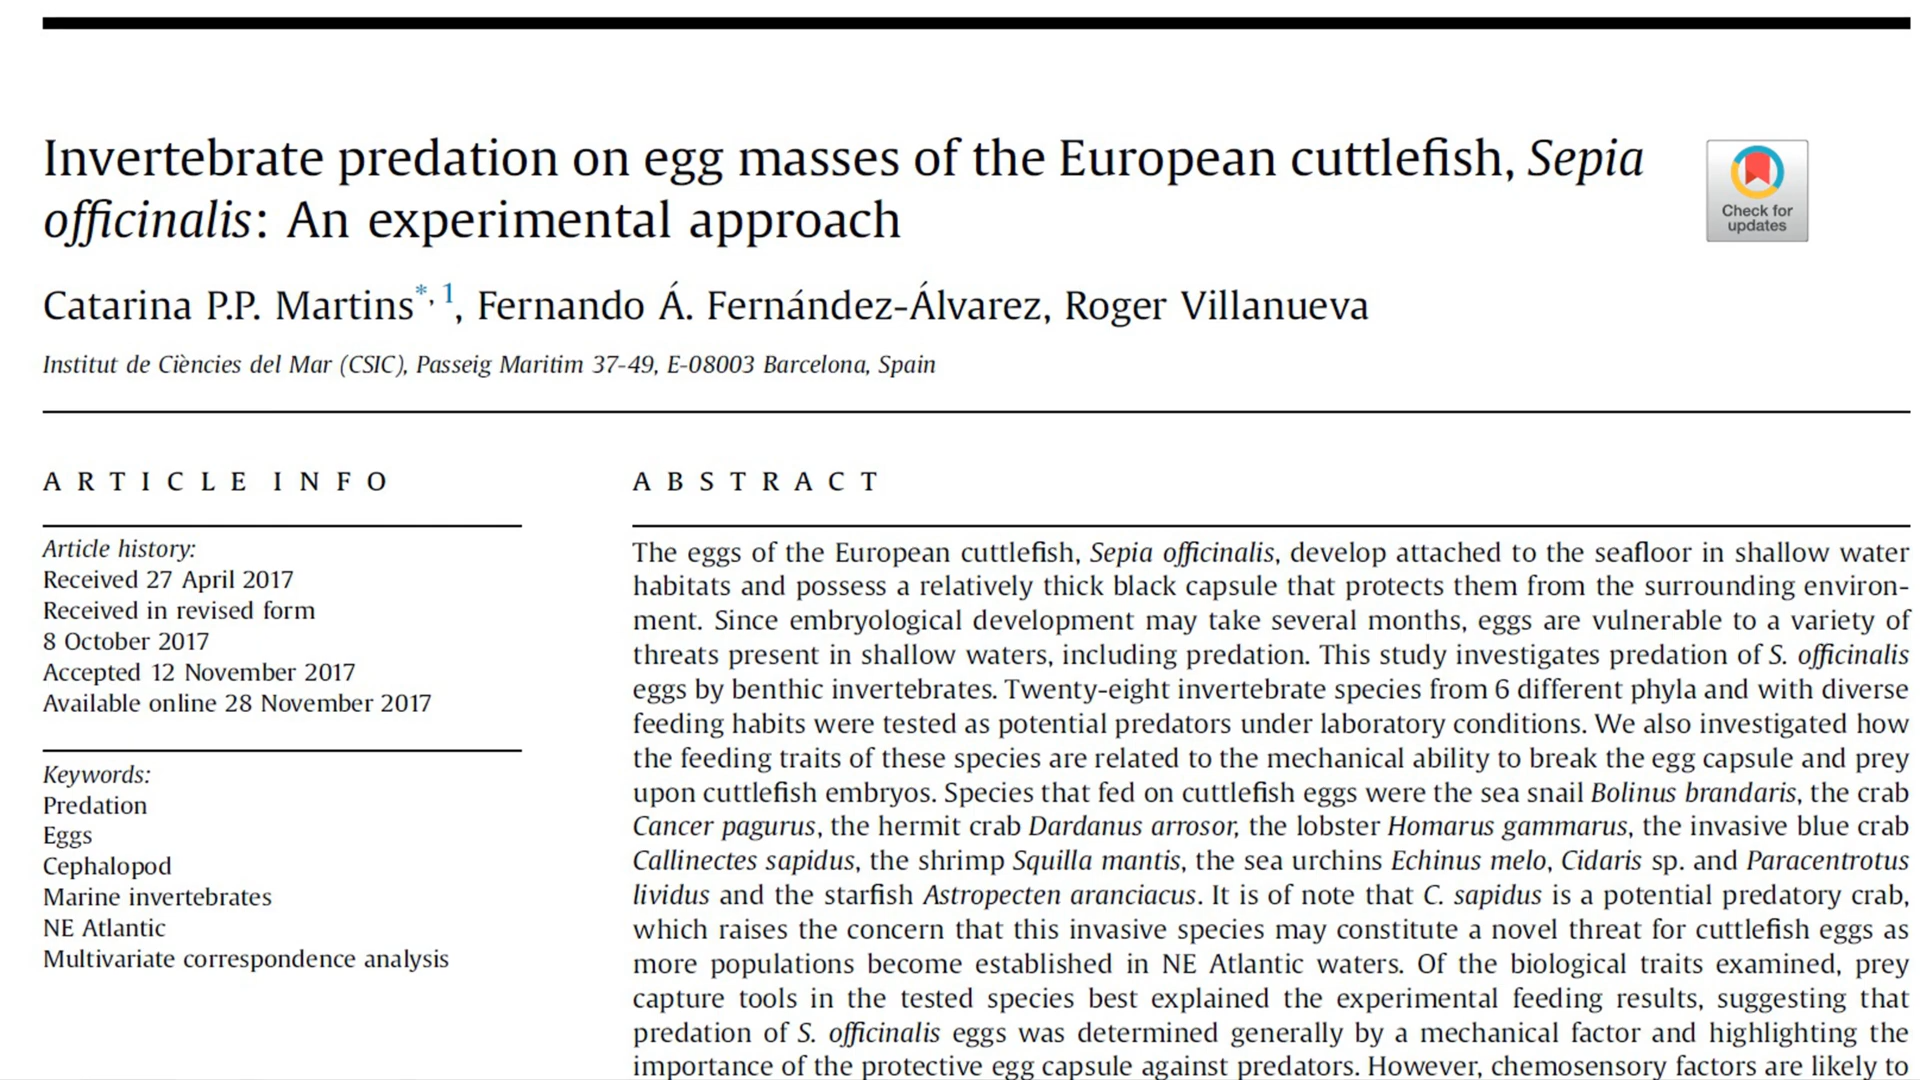 Invertebrate predation on egg masses of the European cuttlefish, Sepia
officinalis: An experimental approach
Check for
updates
Catarina P.P. Martins*, 1, Fernando Á. Fernández-Álvarez, Roger Villanueva
Institut de Ciències del Mar (CSIC), Passeig Maritim 37-49, E-08003 Barcelona, Spain
ARTICLE INFO
Article history:
Received 27 April 2017
Received in revised form
8 October 2017
Accepted 12 November 2017
Available online 28 November 2017
Keywords:
Predation
Eggs
Cephalopod
Marine invertebrates
NE Atlantic
Multivariate correspondence analysis
ABSTRACT
The eggs of the European cuttlefish, Sepia officinalis, develop attached to the seafloor in shallow water
habitats and possess a relatively thick black capsule that protects them from the surrounding environ-
ment. Since embryological development may take several months, eggs are vulnerable to a variety of
threats present in shallow waters, including predation. This study investigates predation of S. officinalis
eggs by benthic invertebrates. Twenty-eight invertebrate species from 6 different phyla and with diverse
feeding habits were tested as potential predators under laboratory conditions. We also investigated how
the feeding traits of these species are related to the mechanical ability to break the egg capsule and prey
upon cuttlefish embryos. Species that fed on cuttlefish eggs were the sea snail Bolinus brandaris, the crab
Cancer pagurus, the hermit crab Dardanus arrosor, the lobster Homarus gammarus, the invasive blue crab
Callinectes sapidus, the shrimp Squilla mantis, the sea urchins Echinus melo, Cidaris sp. and Paracentrotus
lividus and the starfish Astropecten aranciacus. It is of note that C. sapidus is a potential predatory crab,
which raises the concern that this invasive species may constitute a novel threat for cuttlefish eggs as
more populations become established in NE Atlantic waters. Of the biological traits examined, prey
capture tools in the tested species best explained the experimental feeding results, suggesting that
predation of S. officinalis eggs was determined generally by a mechanical factor and highlighting the
importance of the protective egg capsule against predators. However, chemosensory factors are likely to